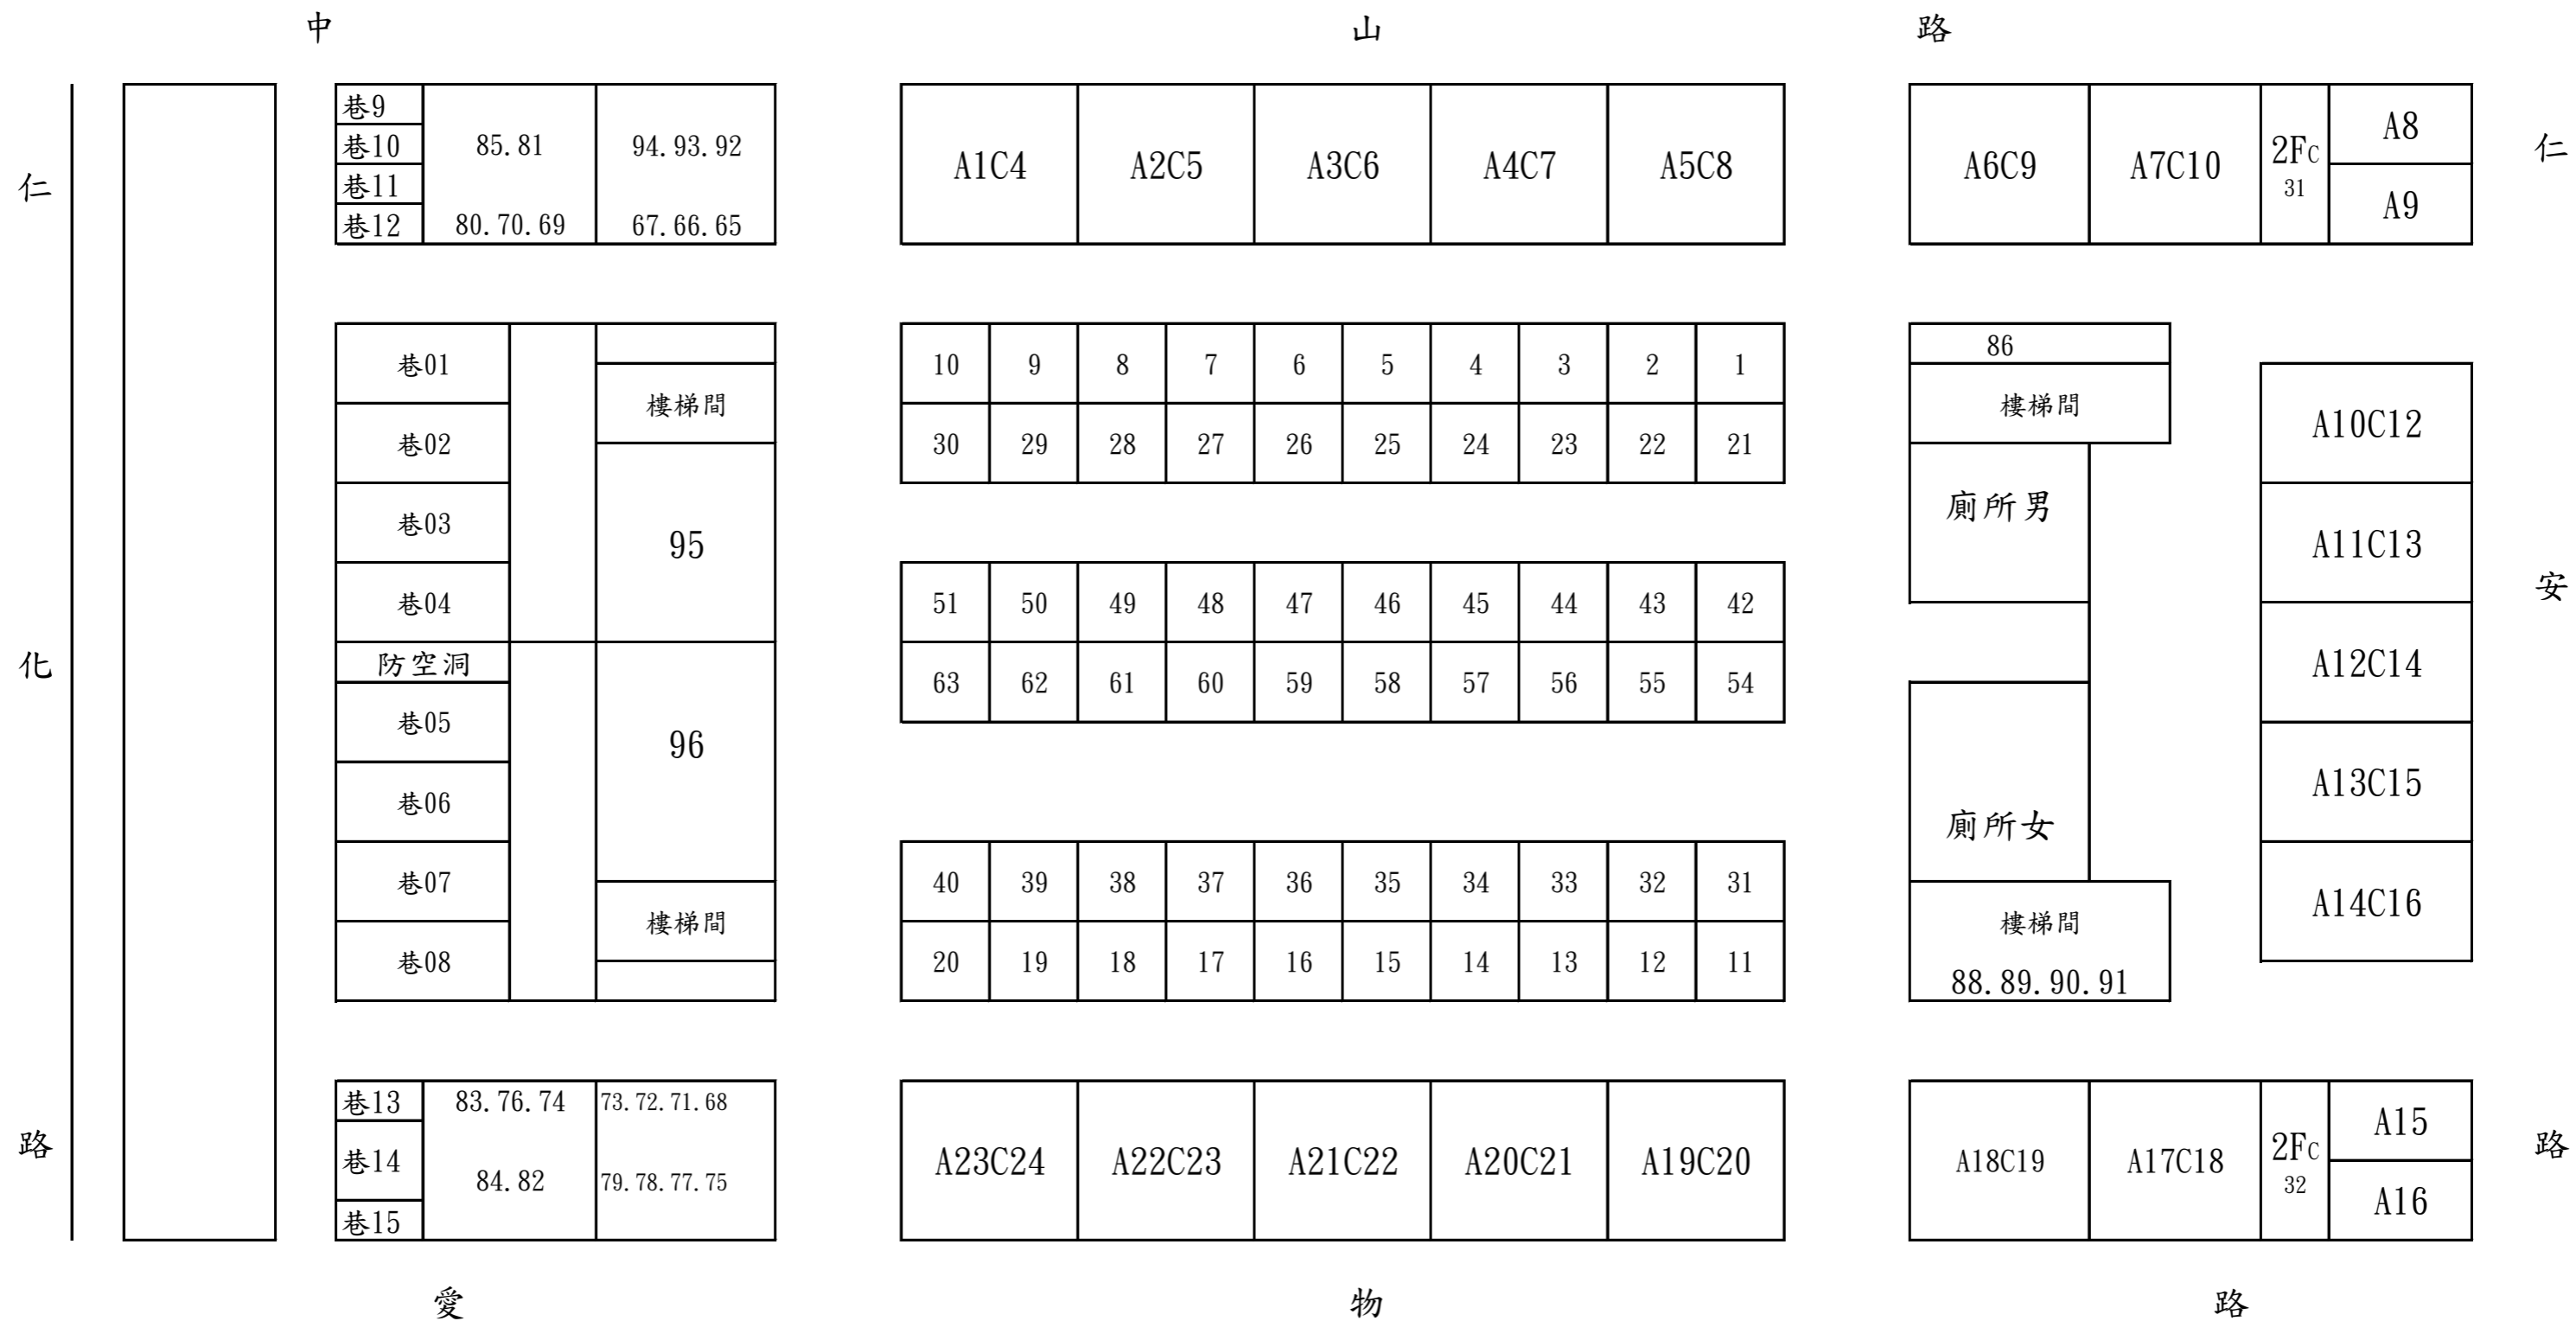 中 山 路
仁 化 路
仁 安 路
巷9
巷10
巷11
巷12
85.81
80.70.69
94.93.92
67.66.65
A1C4 A2C5 A3C6 A4C7 A5C8
A6C9 A7C10
2FC
31
A8
A9
巷01
巷02
巷03
巷04
防空洞
巷05
巷06
巷07
巷08
樓梯間
95
96
樓梯間
10 9 8 7 6 5 4 3 2 1
30 29 28 27 26 25 24 23 22 21
51 50 49 48 47 46 45 44 43 42
63 62 61 60 59 58 57 56 55 54
40 39 38 37 36 35 34 33 32 31
20 19 18 17 16 15 14 13 12 11
86
樓梯間
廁所男
廁所女
樓梯間
88.89.90.91
A10C12
A11C13
A12C14
A13C15
A14C16
巷13
巷14
巷15
83.76.74
84.82
73.72.71.68
79.78.77.75
A23C24 A22C23 A21C22 A20C21 A19C20
A18C19 A17C18
2FC
32
A15
A16
愛 物 路